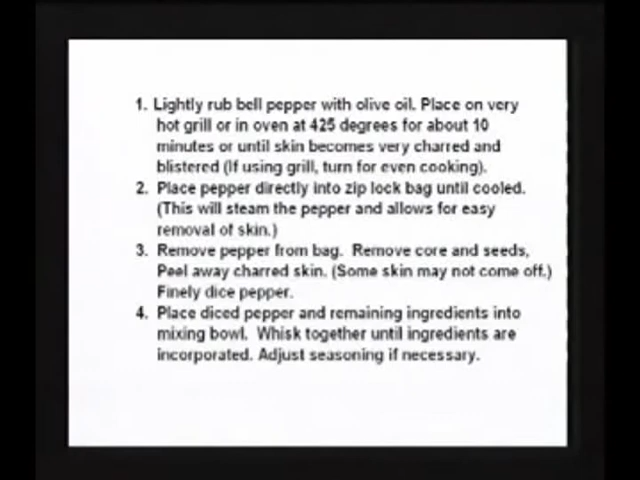 1. Lightly rub bell pepper with olive oil. Place on very
hot grill or in oven at 425 degrees for about 10
minutes or until skin becomes very charred and
blistered (If using grill, turn for even cooking).
2. Place pepper directly into zip lock bag until cooled.
(This will steam the pepper and allows for easy
removal of skin.)
3. Remove pepper from bag. Remove core and seeds,
Peel away charred skin. (Some skin may not come off.)
Finely dice pepper.
4. Place diced pepper and remaining ingredients into
mixing bowl. Whisk together until ingredients are
incorporated. Adjust seasoning if necessary.